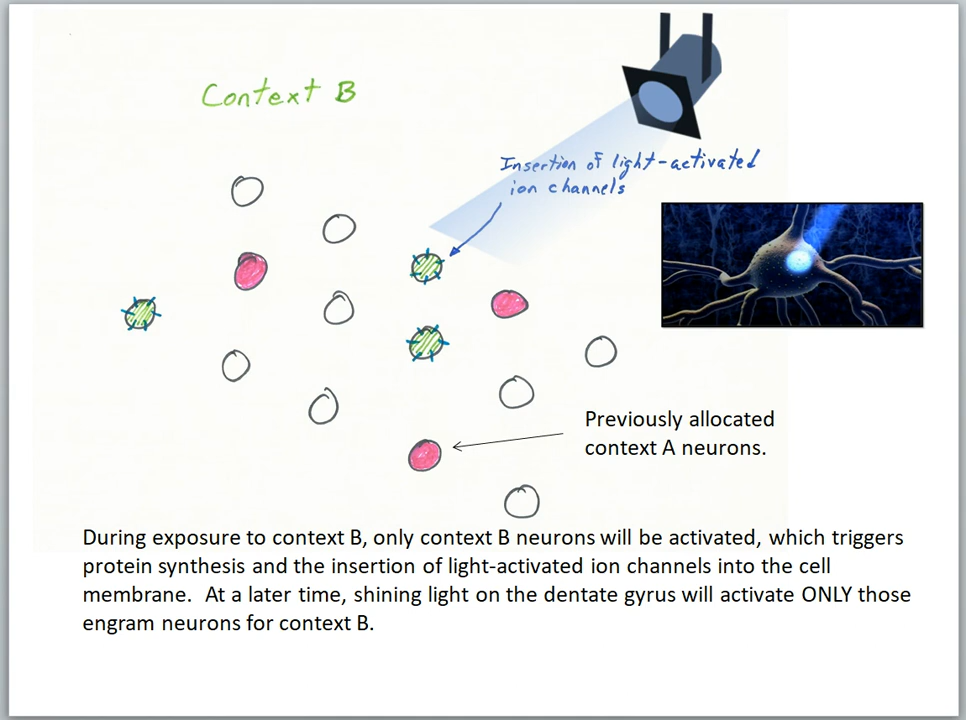 Context B
Insertion of light-activated
ion channels
Previously allocated
context A neurons.
During exposure to context B, only context B neurons will be activated, which triggers
protein synthesis and the insertion of light-activated ion channels into the cell
membrane.  At a later time, shining light on the dentate gyrus will activate ONLY those
engram neurons for context B.